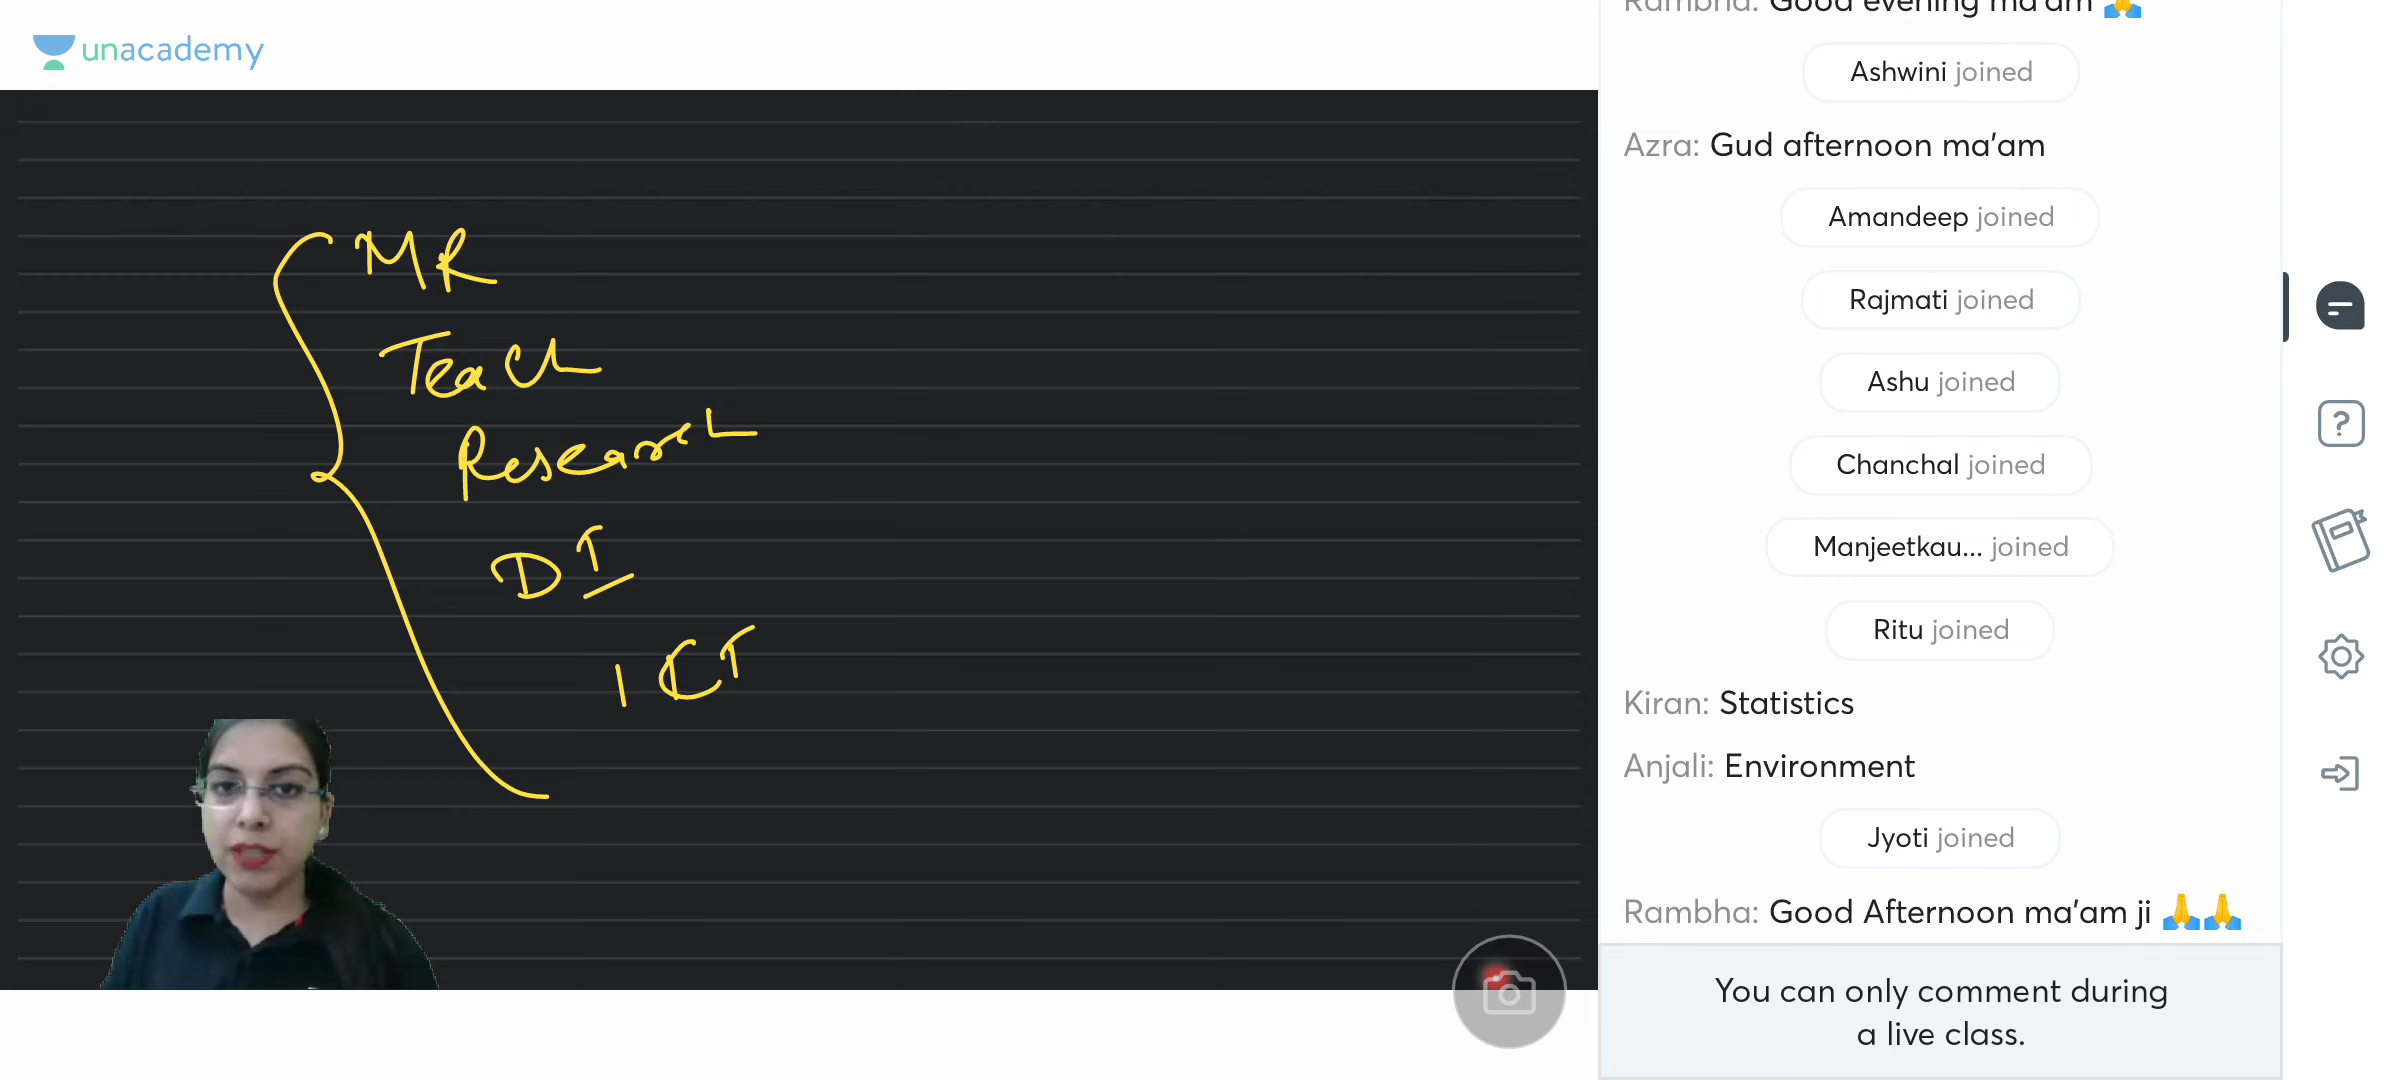 unacademy
MR
Teach
Research
DI
ICT
Rambha: Good evening ma'am 🙏
Ashwini joined
Azra: Gud afternoon ma'am
Amandeep joined
Rajmati joined
Ashu joined
Chanchal joined
Manjeetkau... joined
Ritu joined
Kiran: Statistics
Anjali: Environment
Jyoti joined
Rambha: Good Afternoon ma'am ji 🙏🙏
You can only comment during
a live class.
?